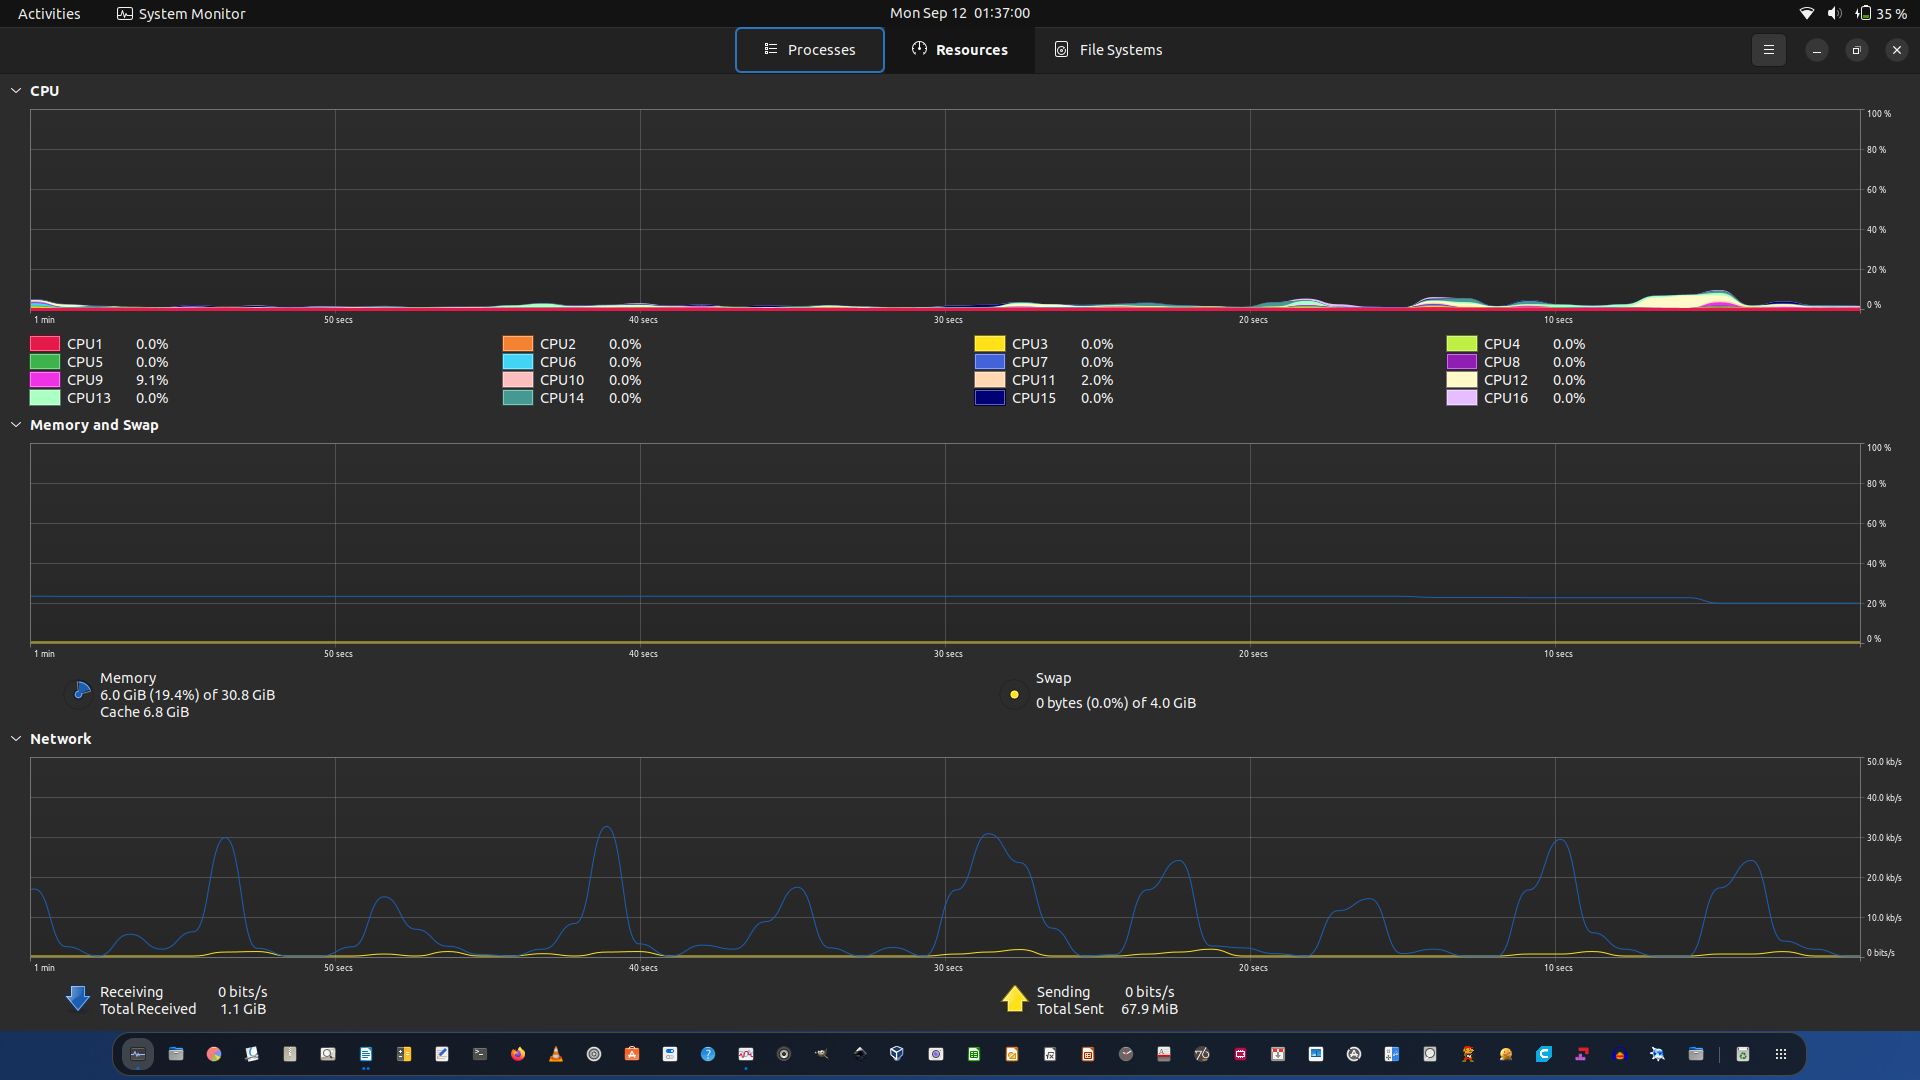 Activities System Monitor Mon Sep 12 01:37:00 35 %
Processes Resources File Systems
CPU
100 %
80 %
60 %
40 %
20 %
0 %
1 min 50 secs 40 secs 30 secs 20 secs 10 secs
CPU1 0.0% CPU2 0.0% CPU3 0.0% CPU4 0.0%
CPU5 0.0% CPU6 0.0% CPU7 0.0% CPU8 0.0%
CPU9 9.1% CPU10 0.0% CPU11 2.0% CPU12 0.0%
CPU13 0.0% CPU14 0.0% CPU15 0.0% CPU16 0.0%
Memory and Swap
100 %
80 %
60 %
40 %
20 %
0 %
1 min 50 secs 40 secs 30 secs 20 secs 10 secs
Memory
6.0 GiB (19.4%) of 30.8 GiB
Cache 6.8 GiB
Swap
0 bytes (0.0%) of 4.0 GiB
Network
50.0 kb/s
40.0 kb/s
30.0 kb/s
20.0 kb/s
10.0 kb/s
0 bits/s
1 min 50 secs 40 secs 30 secs 20 secs 10 secs
Receiving 0 bits/s
Total Received 1.1 GiB
Sending 0 bits/s
Total Sent 67.9 MiB